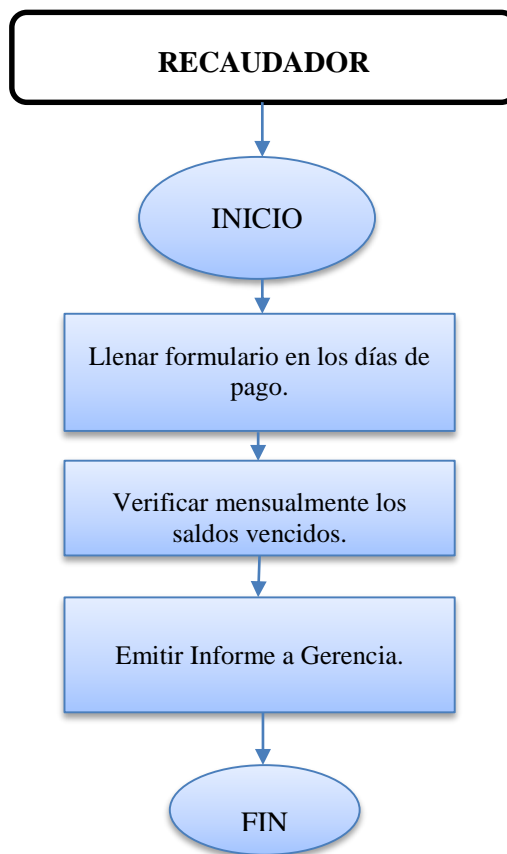 RECAUDADOR
INICIO
Llenar formulario en los días de
pago.
Verificar mensualmente los
saldos vencidos.
Emitir Informe a Gerencia.
FIN